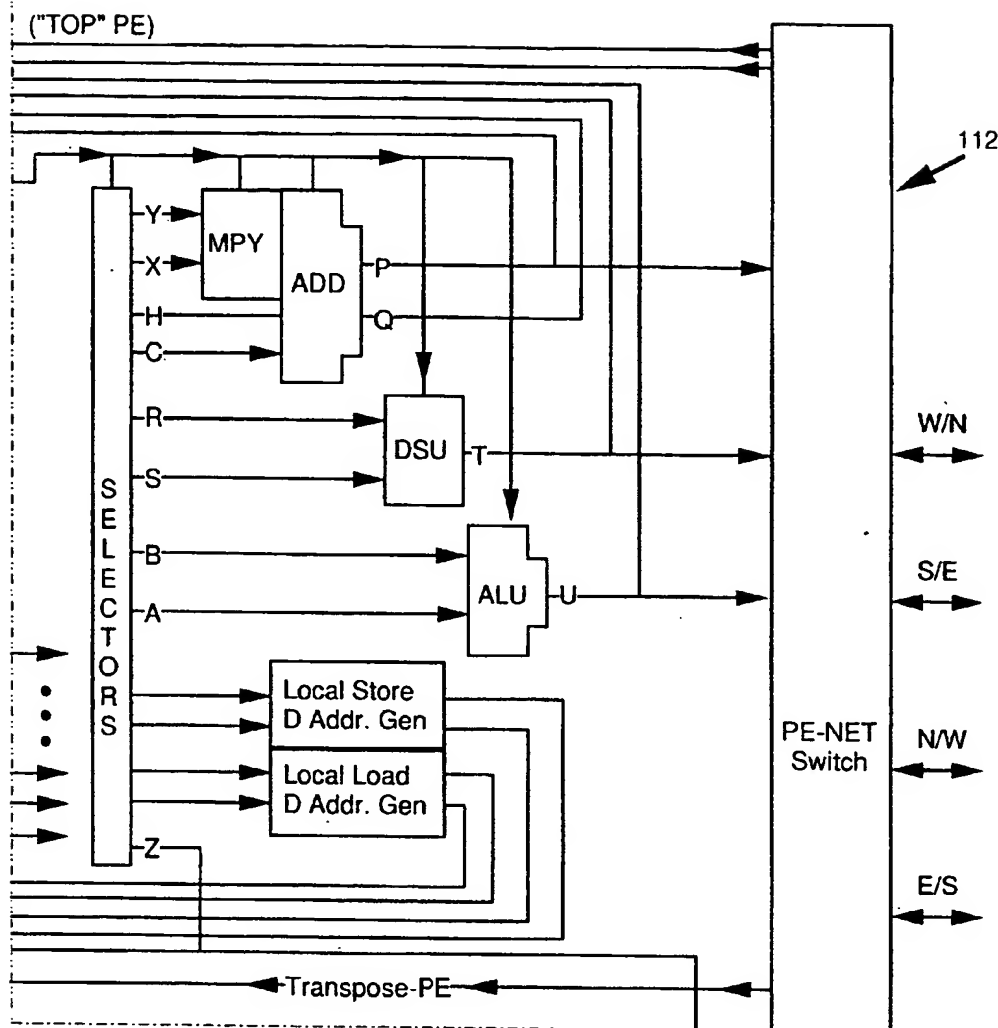 ("TOP" PE)
112
Y
X
H
C
R
S
B
A
Z
MPY
ADD
P
Q
DSU
T
ALU
U
SELECTORS
Local Store
D Addr. Gen
Local Load
D Addr. Gen
PE-NET
Switch
W/N
S/E
N/W
E/S
Transpose-PE